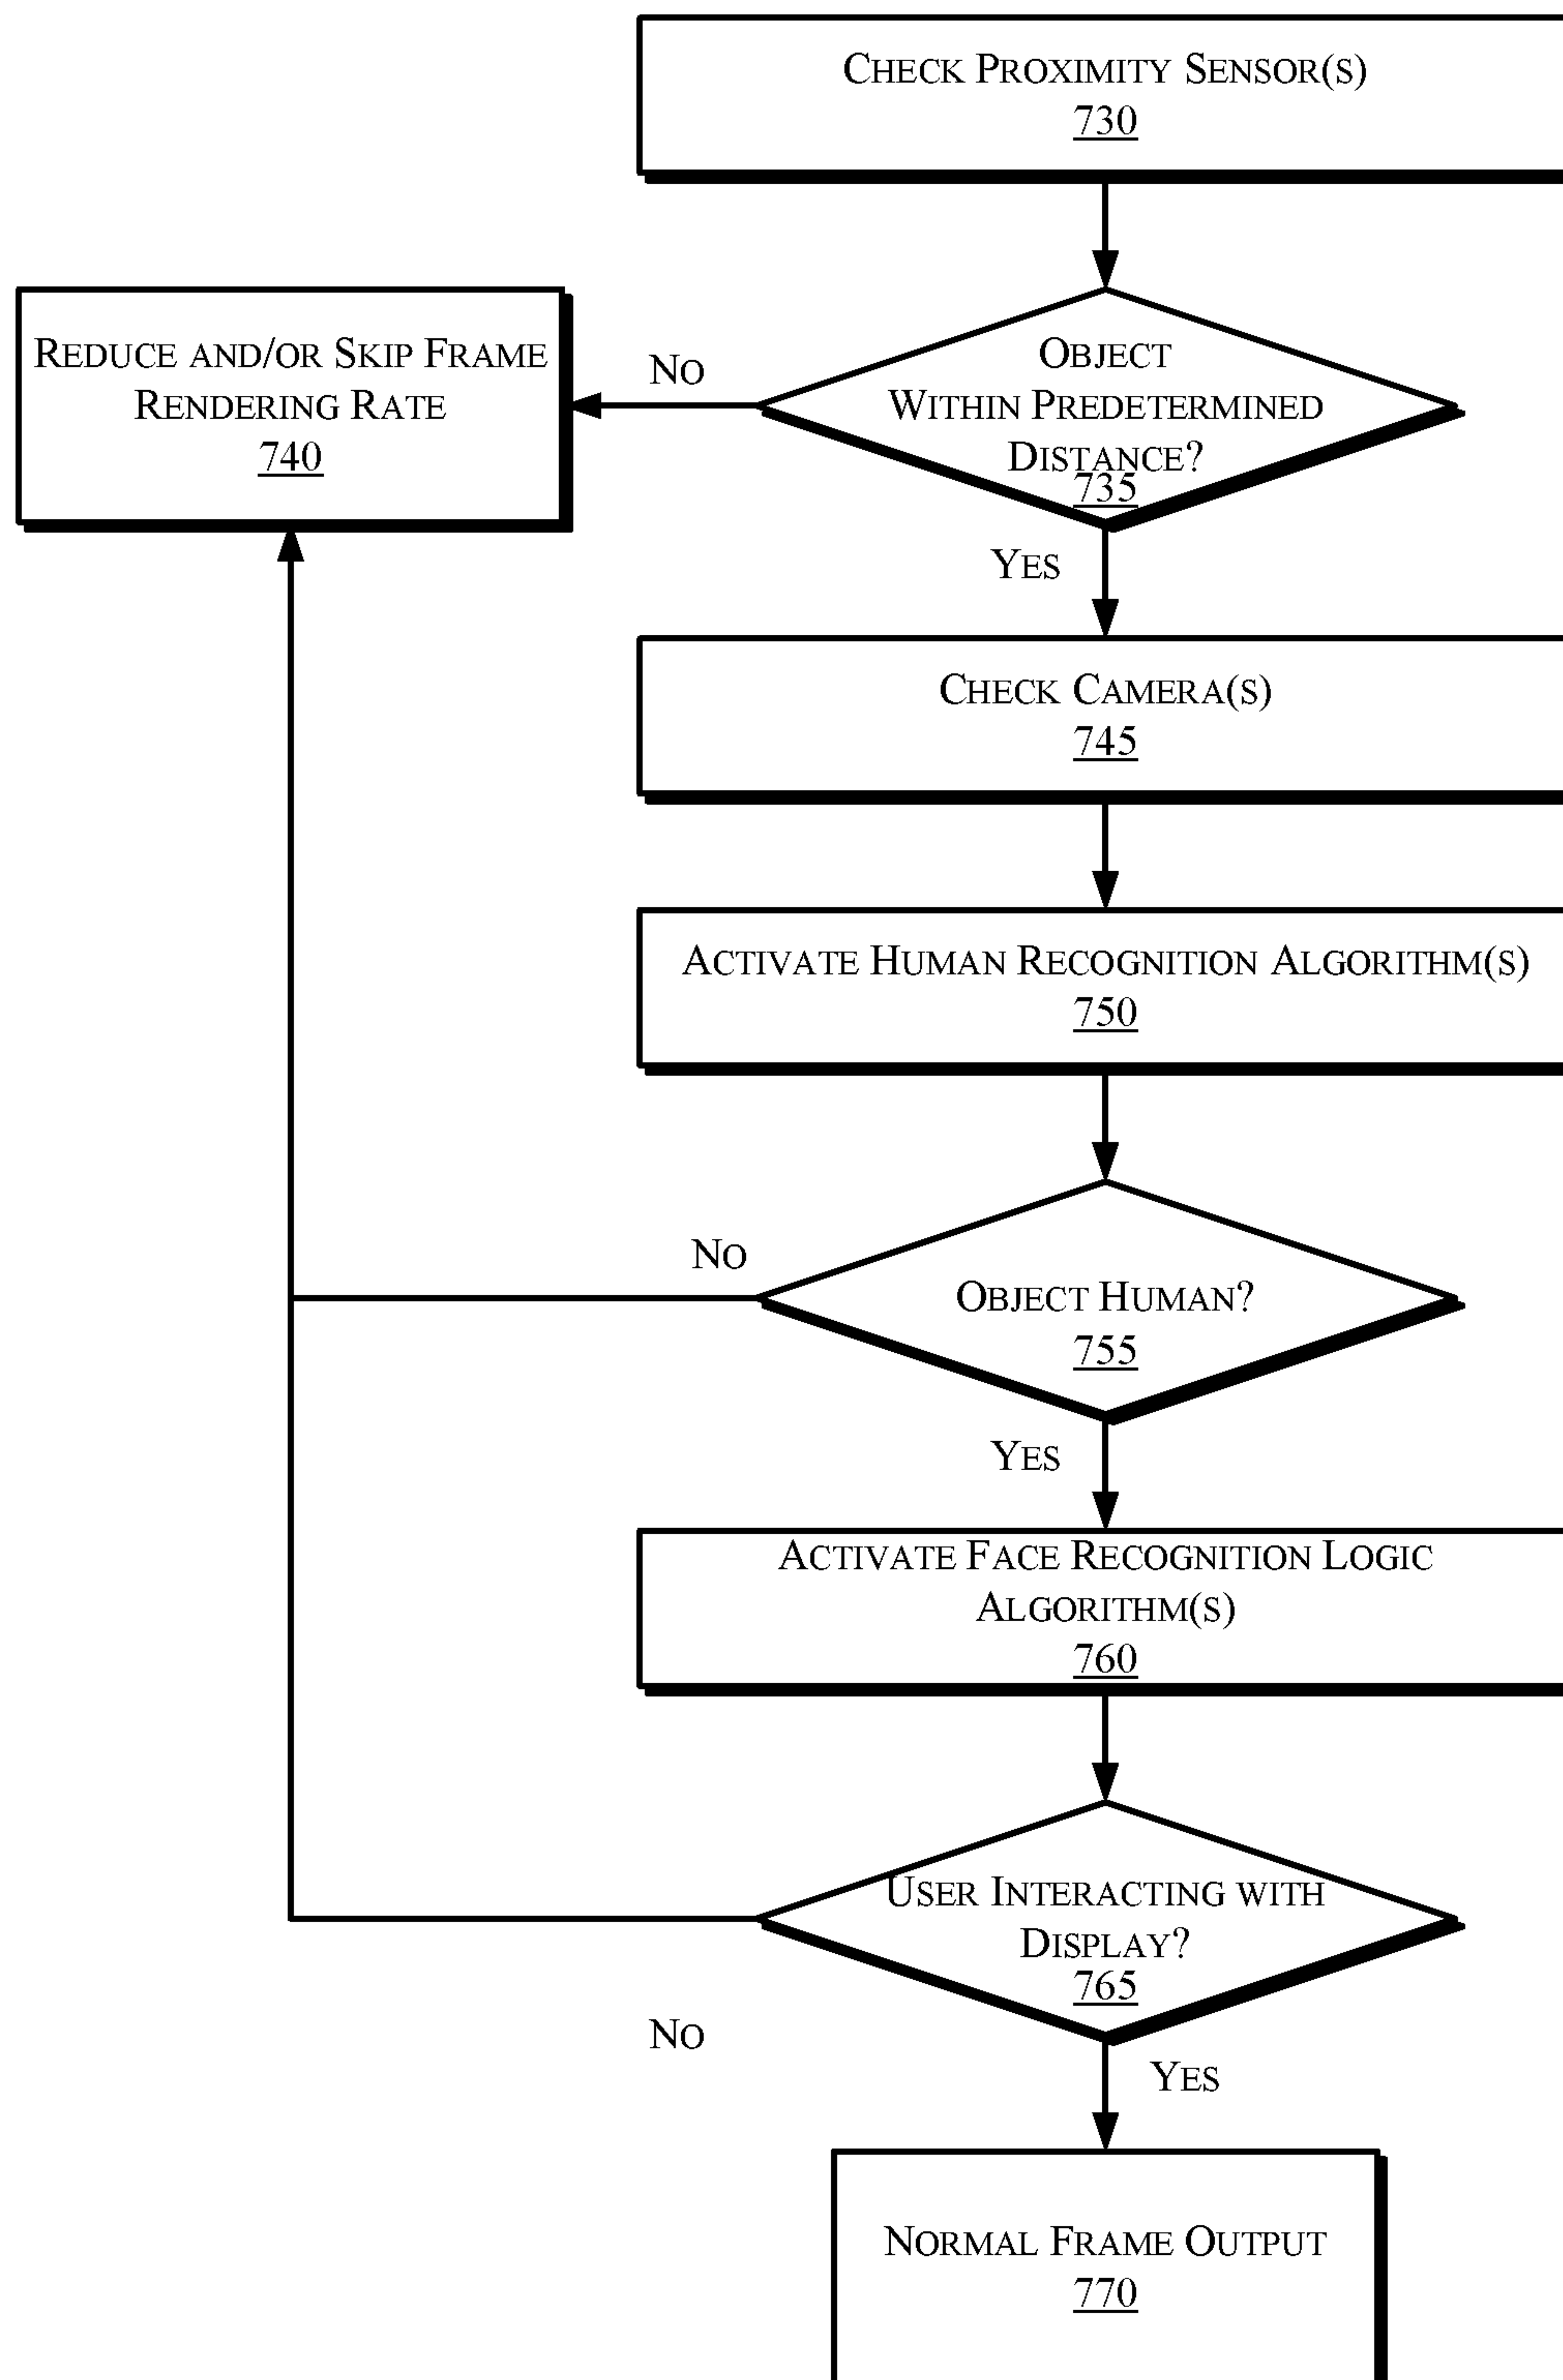 CHECK PROXIMITY SENSOR(S)
730
OBJECT
WITHIN PREDETERMINED
DISTANCE?
735
NO
REDUCE AND/OR SKIP FRAME
RENDERING RATE
740
YES
CHECK CAMERA(S)
745
ACTIVATE HUMAN RECOGNITION ALGORITHM(S)
750
NO
OBJECT HUMAN?
755
YES
ACTIVATE FACE RECOGNITION LOGIC
ALGORITHM(S)
760
USER INTERACTING WITH
DISPLAY?
765
NO
YES
NORMAL FRAME OUTPUT
770